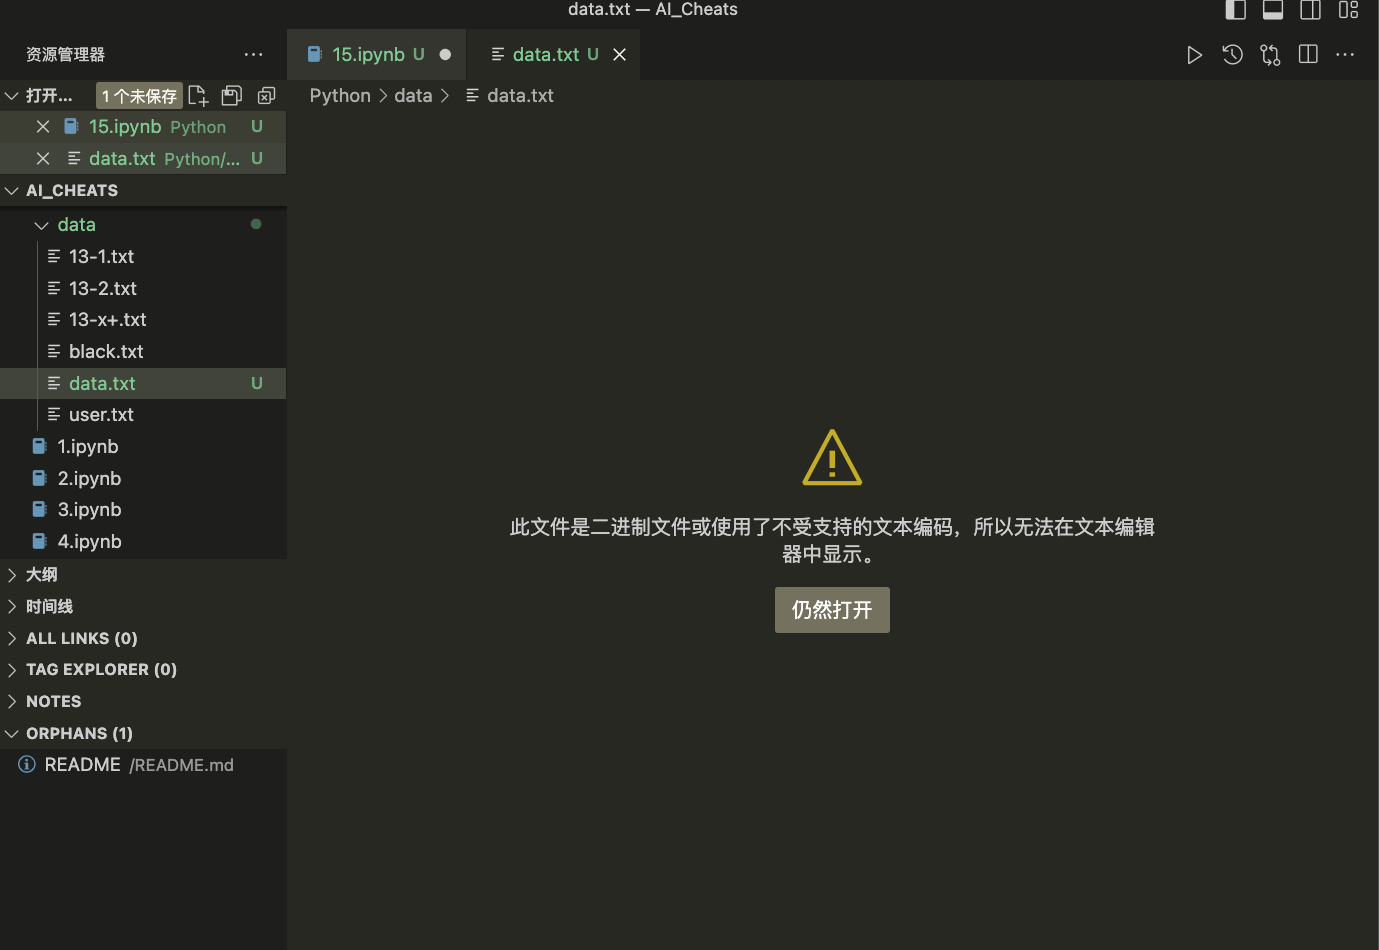 data.txt — AI_Cheats
资源管理器
15.ipynb U
data.txt U
打开...
1 个未保存
Python > data > data.txt
15.ipynb Python U
data.txt Python/... U
AI_CHEATS
data
13-1.txt
13-2.txt
13-x+.txt
black.txt
data.txt U
user.txt
1.ipynb
2.ipynb
3.ipynb
4.ipynb
此文件是二进制文件或使用了不受支持的文本编码，所以无法在文本编辑
器中显示。
仍然打开
大纲
时间线
ALL LINKS (0)
TAG EXPLORER (0)
NOTES
ORPHANS (1)
README /README.md